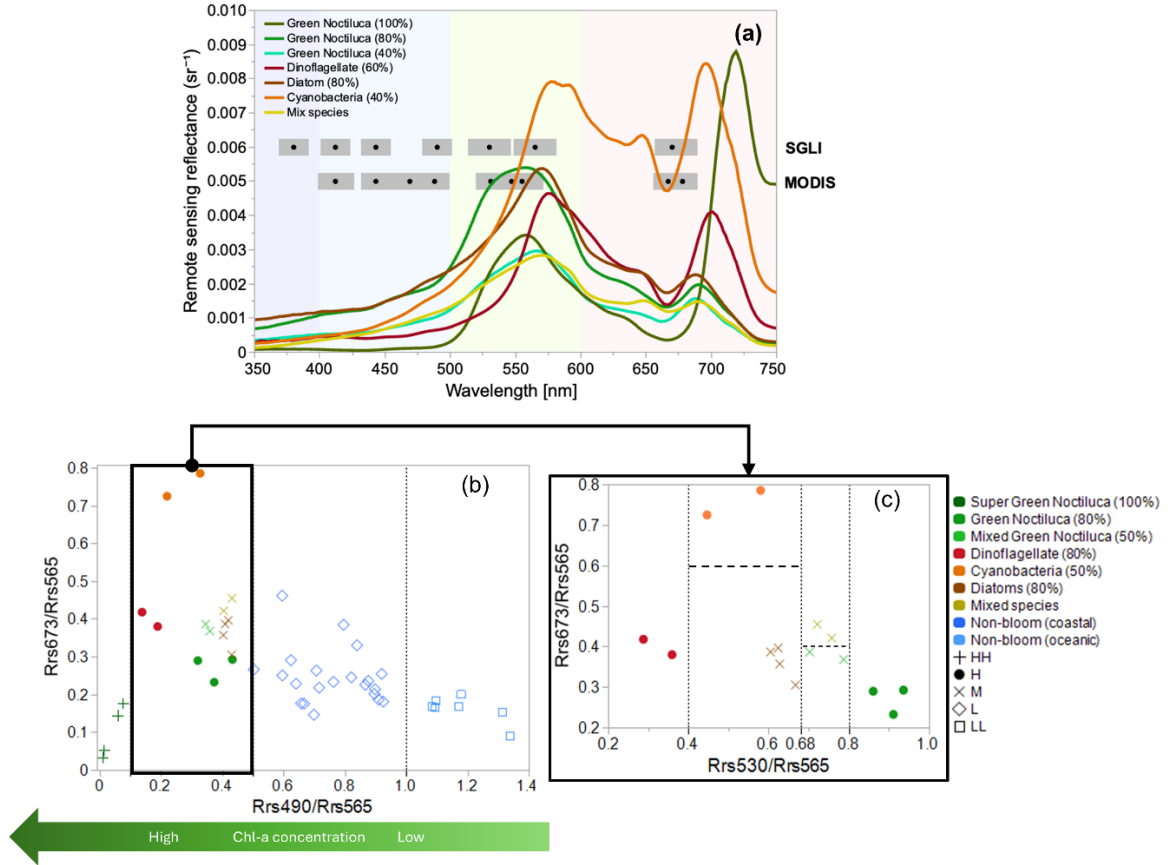 (a)
Remote sensing reflectance (sr⁻¹)
0.010
0.009
0.008
0.007
0.006
0.005
0.004
0.003
0.002
0.001
0
Green Noctiluca (100%)
Green Noctiluca (80%)
Green Noctiluca (40%)
Dinoflagellate (60%)
Diatom (80%)
Cyanobacteria (40%)
Mix species
SGLI
MODIS
350 400 450 500 550 600 650 700 750
Wavelength [nm]
(b)
Rrs673/Rrs565
0.8
0.7
0.6
0.5
0.4
0.3
0.2
0.1
0
0 0.2 0.4 0.6 0.8 1.0 1.2 1.4
Rrs490/Rrs565
High Chl-a concentration Low
(c)
Rrs673/Rrs565
0.8
0.7
0.6
0.5
0.4
0.3
0.2
0.2 0.4 0.6 0.68 0.8 1.0
Rrs530/Rrs565
Super Green Noctiluca (100%)
Green Noctiluca (80%)
Mixed Green Noctiluca (50%)
Dinoflagellate (80%)
Cyanobacteria (50%)
Diatoms (80%)
Mixed species
Non-bloom (coastal)
Non-bloom (oceanic)
HH
H
M
L
LL